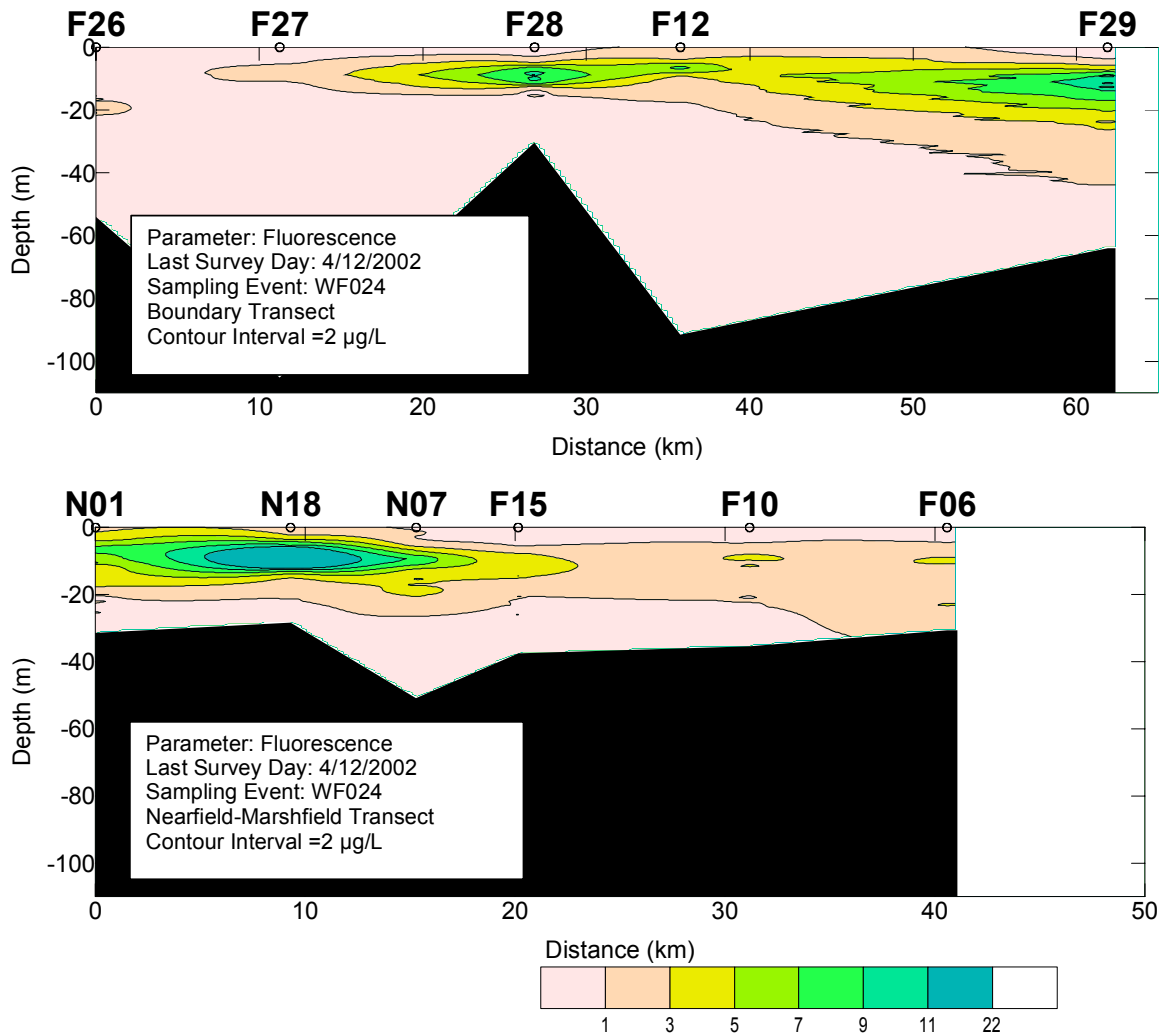 F26 F27 F28 F12 F29
0
-20
-40
-60
-80
-100
Depth (m)
Parameter: Fluorescence
Last Survey Day: 4/12/2002
Sampling Event: WF024
Boundary Transect
Contour Interval =2 µg/L
0 10 20 30 40 50 60
Distance (km)
N01 N18 N07 F15 F10 F06
0
-20
-40
-60
-80
-100
Depth (m)
Parameter: Fluorescence
Last Survey Day: 4/12/2002
Sampling Event: WF024
Nearfield-Marshfield Transect
Contour Interval =2 µg/L
0 10 20 30 40 50
Distance (km)
1 3 5 7 9 11 22